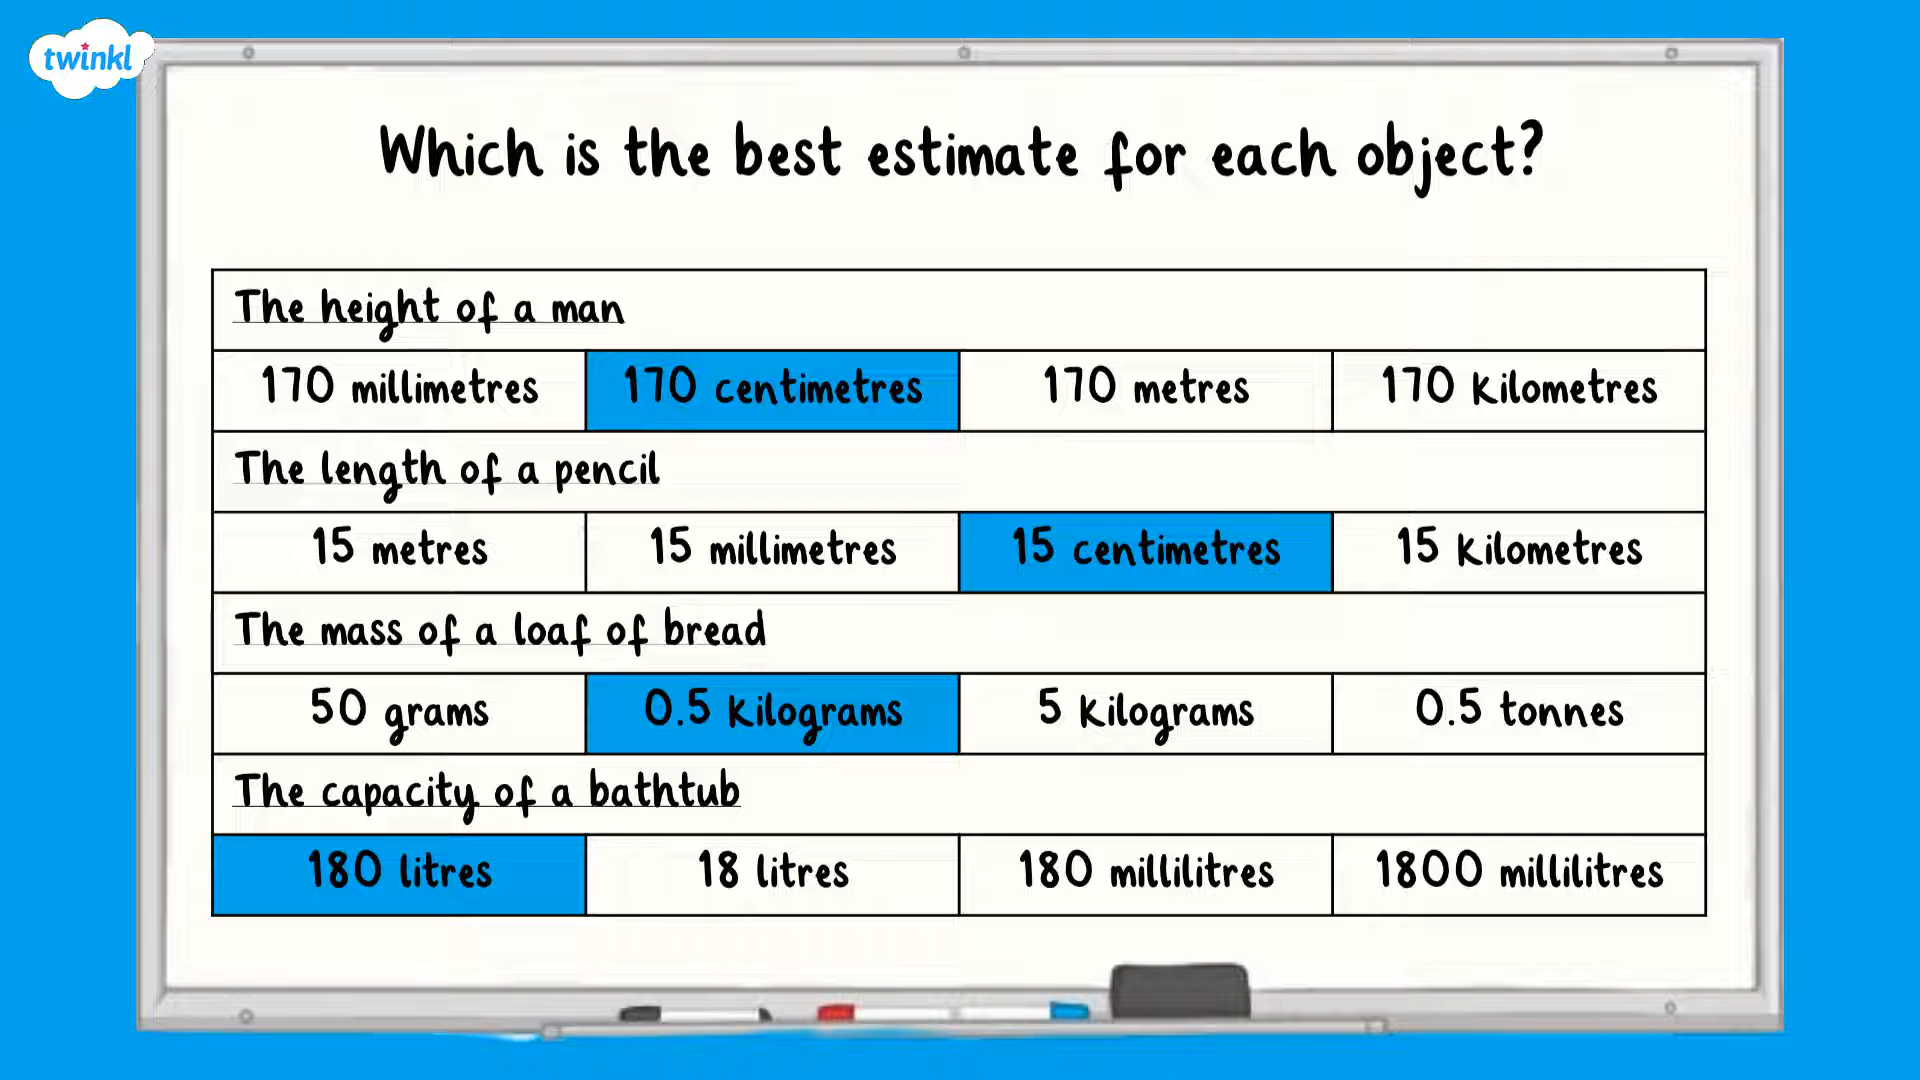 twinkl
Which is the best estimate for each object?
The height of a man
170 millimetres 170 centimetres 170 metres 170 kilometres
The length of a pencil
15 metres 15 millimetres 15 centimetres 15 kilometres
The mass of a loaf of bread
50 grams 0.5 kilograms 5 kilograms 0.5 tonnes
The capacity of a bathtub
180 litres 18 litres 180 millilitres 1800 millilitres